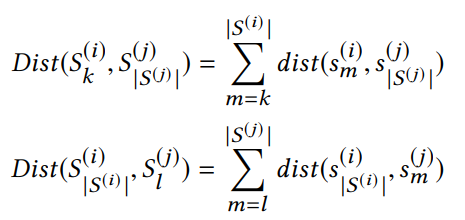 $Dist(S_k^{(i)}, S_{|S^{(j)}|}^{(j)}) = \sum_{m=k}^{|S^{(i)}|} dist(s_m^{(i)}, s_{|S^{(j)}|}^{(j)})$
$Dist(S_{|S^{(i)}|}^{(i)}, S_l^{(j)}) = \sum_{m=l}^{|S^{(j)}|} dist(s_{|S^{(i)}|}^{(i)}, s_m^{(j)})$